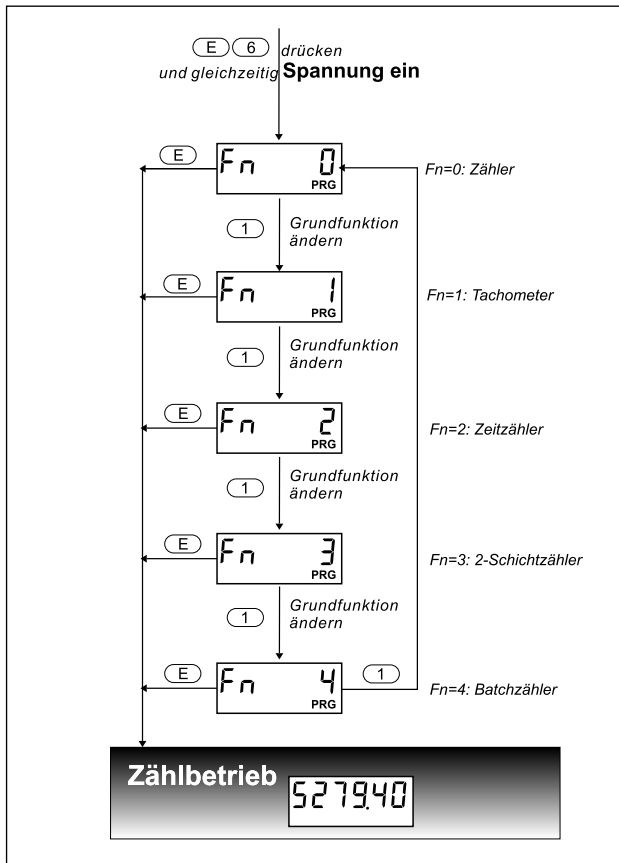 E 6 drücken
und gleichzeitig Spannung ein
E Fn 0 PRG Fn=0: Zähler
1 Grundfunktion
ändern
E Fn 1 PRG Fn=1: Tachometer
1 Grundfunktion
ändern
E Fn 2 PRG Fn=2: Zeitzähler
1 Grundfunktion
ändern
E Fn 3 PRG Fn=3: 2-Schichtzähler
1 Grundfunktion
ändern
E Fn 4 PRG 1 Fn=4: Batchzähler
Zählbetrieb 5279.40